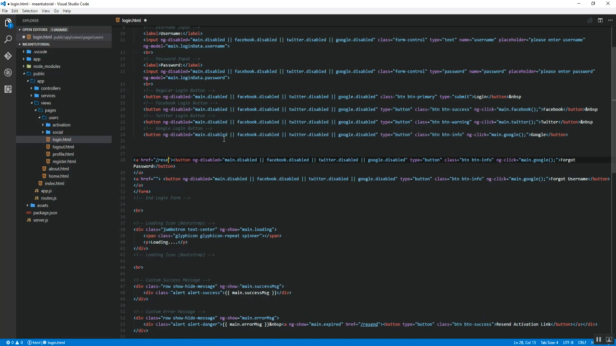 login.html - meantutorial - Visual Studio Code
File Edit Selection View Go Help
EXPLORER
OPEN EDITORS 1 UNSAVED
login.html public/app/views/pages/users
MEANTUTORIAL
.vscode
app
node_modules
public
app
controllers
services
views
pages
users
activation
social
login.html
logout.html
profile.html
register.html
about.html
home.html
index.html
app.js
routes.js
assets
package.json
server.js
login.html
<label>Username:</label>
<input ng-disabled="main.disabled || facebook.disabled || twitter.disabled || google.disabled" class="form-control" type="text" name="username" placeholder="please enter username"
ng-model="main.loginData.username">
<br>
<!-- Password Input -->
<label>Password:</label>
<input ng-disabled="main.disabled || facebook.disabled || twitter.disabled || google.disabled" class="form-control" type="password" name="password" placeholder="please enter password"
ng-model="main.loginData.password">
<br>
<!-- Regular Login Button -->
<button ng-disabled="main.disabled || facebook.disabled || twitter.disabled || google.disabled" class="btn btn-primary" type="submit">Login</button>&nbsp
<!-- Facebook Login Button -->
<button ng-disabled="main.disabled || facebook.disabled || twitter.disabled || google.disabled" type="button" class="btn btn-success" ng-click="main.facebook();">Facebook</button>&nbsp
<!-- Twitter Login Button -->
<button ng-disabled="main.disabled || facebook.disabled || twitter.disabled || google.disabled" type="button" class="btn btn-warning" ng-click="main.twitter();">Twitter</button>&nbsp
<!-- Google Login Button -->
<button ng-disabled="main.disabled || facebook.disabled || twitter.disabled || google.disabled" type="button" class="btn btn-info" ng-click="main.google();">Google</button>
<a href="/rese"><button ng-disabled="main.disabled || facebook.disabled || twitter.disabled || google.disabled" type="button" class="btn btn-info" ng-click="main.google();">Forgot
Password</button>
</a>
<a href=""> <button ng-disabled="main.disabled || facebook.disabled || twitter.disabled || google.disabled" type="button" class="btn btn-info" ng-click="main.google();">Forgot Username</button>
</a>
</form>
<!-- End Login Form -->
<br>
<!-- Loading Icon (Bootstrap) -->
<div class="jumbotron text-center" ng-show="main.loading">
<span class="glyphicon glyphicon-repeat spinner"></span>
<p>Loading....</p>
</div>
<!-- Loading Icon (Bootstrap) -->
<br>
<!-- Custom Success Message -->
<div class="row show-hide-message" ng-show="main.successMsg">
<div class="alert alert-success">{{ main.successMsg }}</div>
</div>
<!-- Custom Error Message -->
<div class="row show-hide-message" ng-show="main.errorMsg">
<div class="alert alert-danger">{{ main.errorMsg }}&nbsp<a ng-show="main.expired" href="/resend"><button type="button" class="btn btn-success">Resend Activation Link</button></a></div>
</div>
Tab Size: 4 UTF-8 CRLF